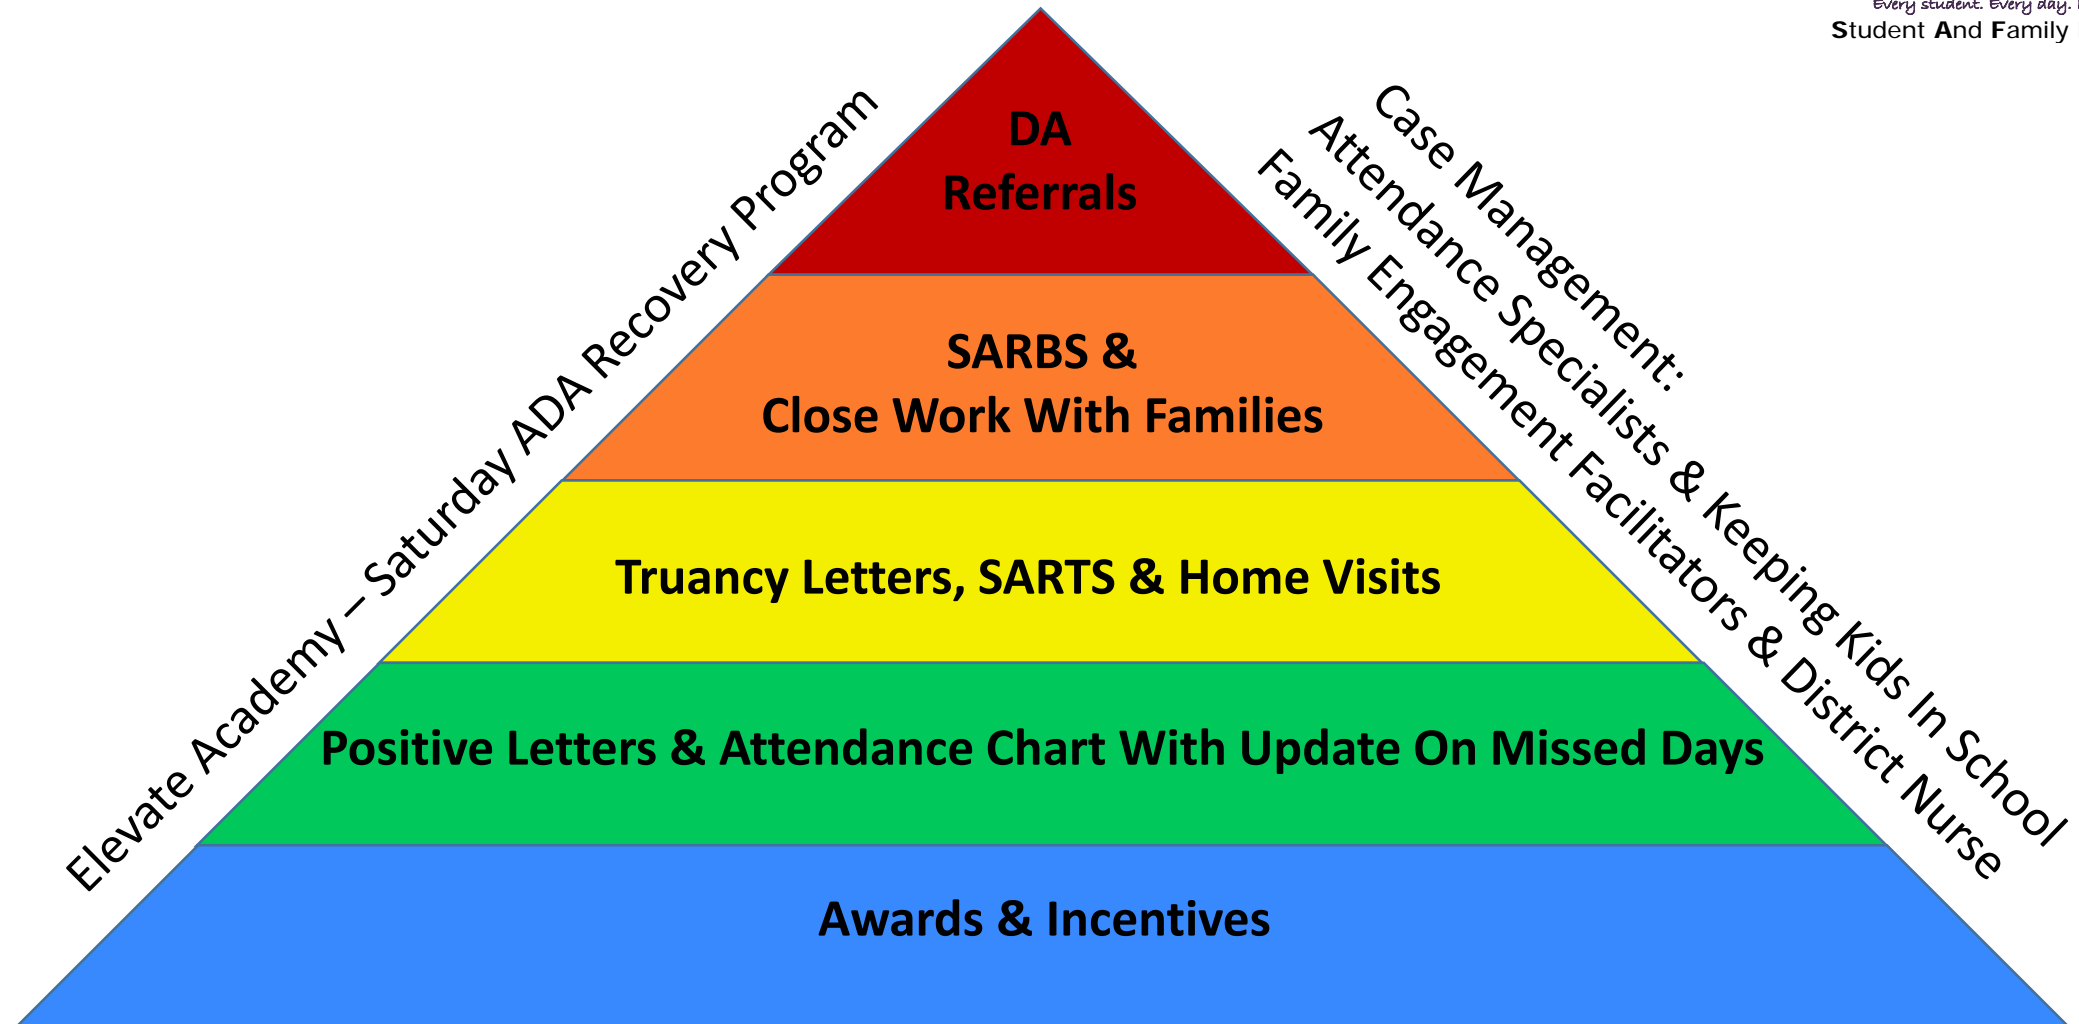 Every student. Every day.
Student And Family
Elevate Academy – Saturday ADA Recovery Program
Case Management:
Attendance Specialists & Keeping Kids In School
Family Engagement Facilitators & District Nurse
DA
Referrals
SARBS &
Close Work With Families
Truancy Letters, SARTS & Home Visits
Positive Letters & Attendance Chart With Update On Missed Days
Awards & Incentives